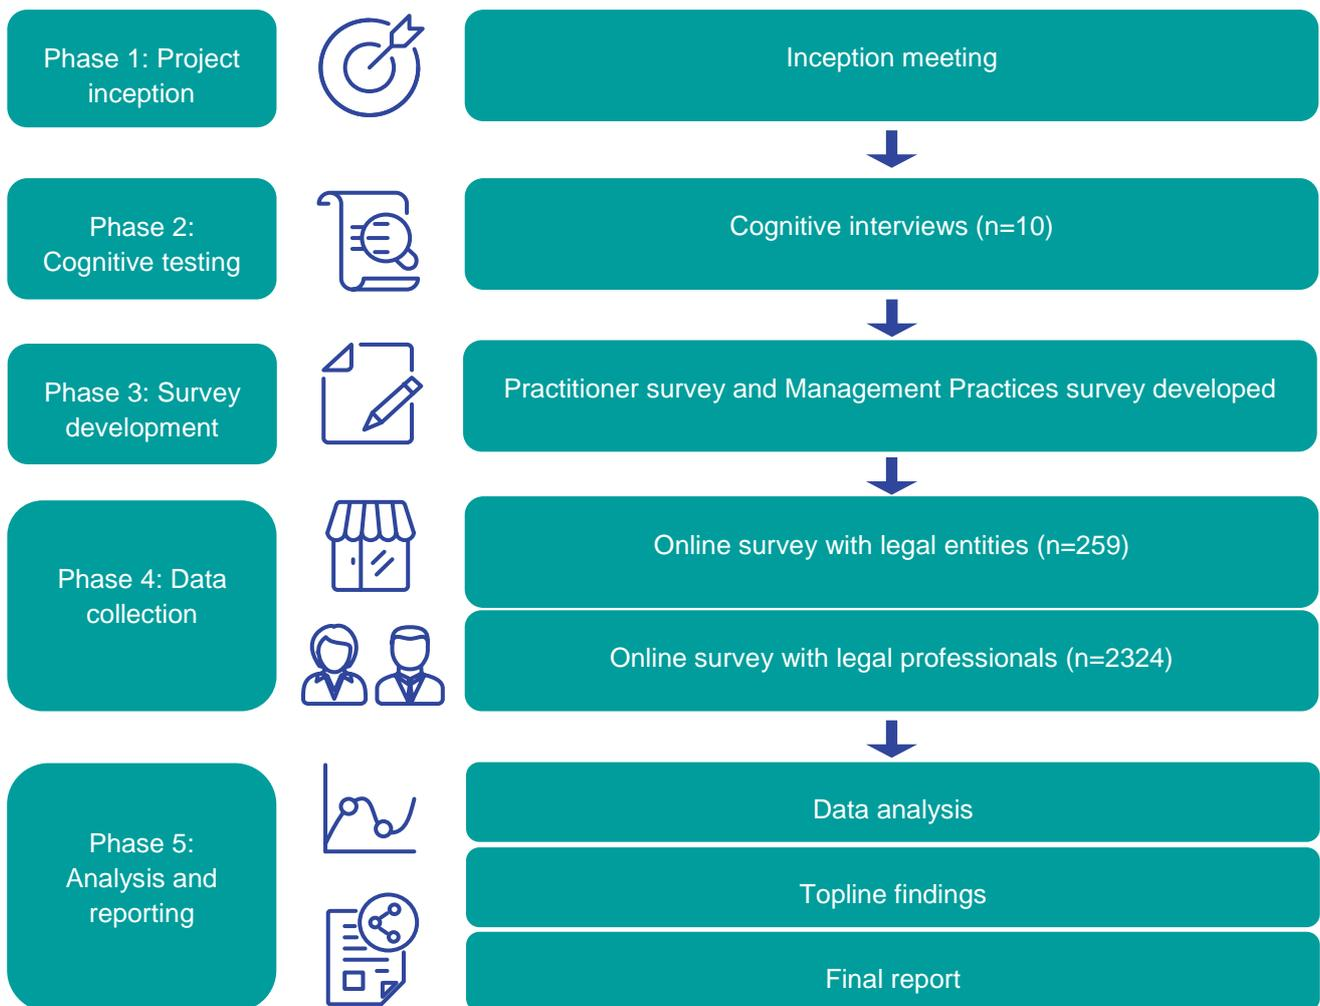 Phase 1: Project
inception
Inception meeting
Phase 2:
Cognitive testing
Cognitive interviews (n=10)
Phase 3: Survey
development
Practitioner survey and Management Practices survey developed
Phase 4: Data
collection
Online survey with legal entities (n=259)
Online survey with legal professionals (n=2324)
Phase 5:
Analysis and
reporting
Data analysis
Topline findings
Final report